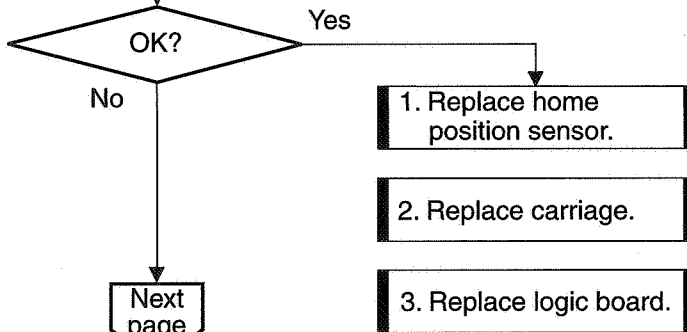 OK?
Yes
No
1. Replace home
position sensor.
2. Replace carriage.
3. Replace logic board.
Next
page